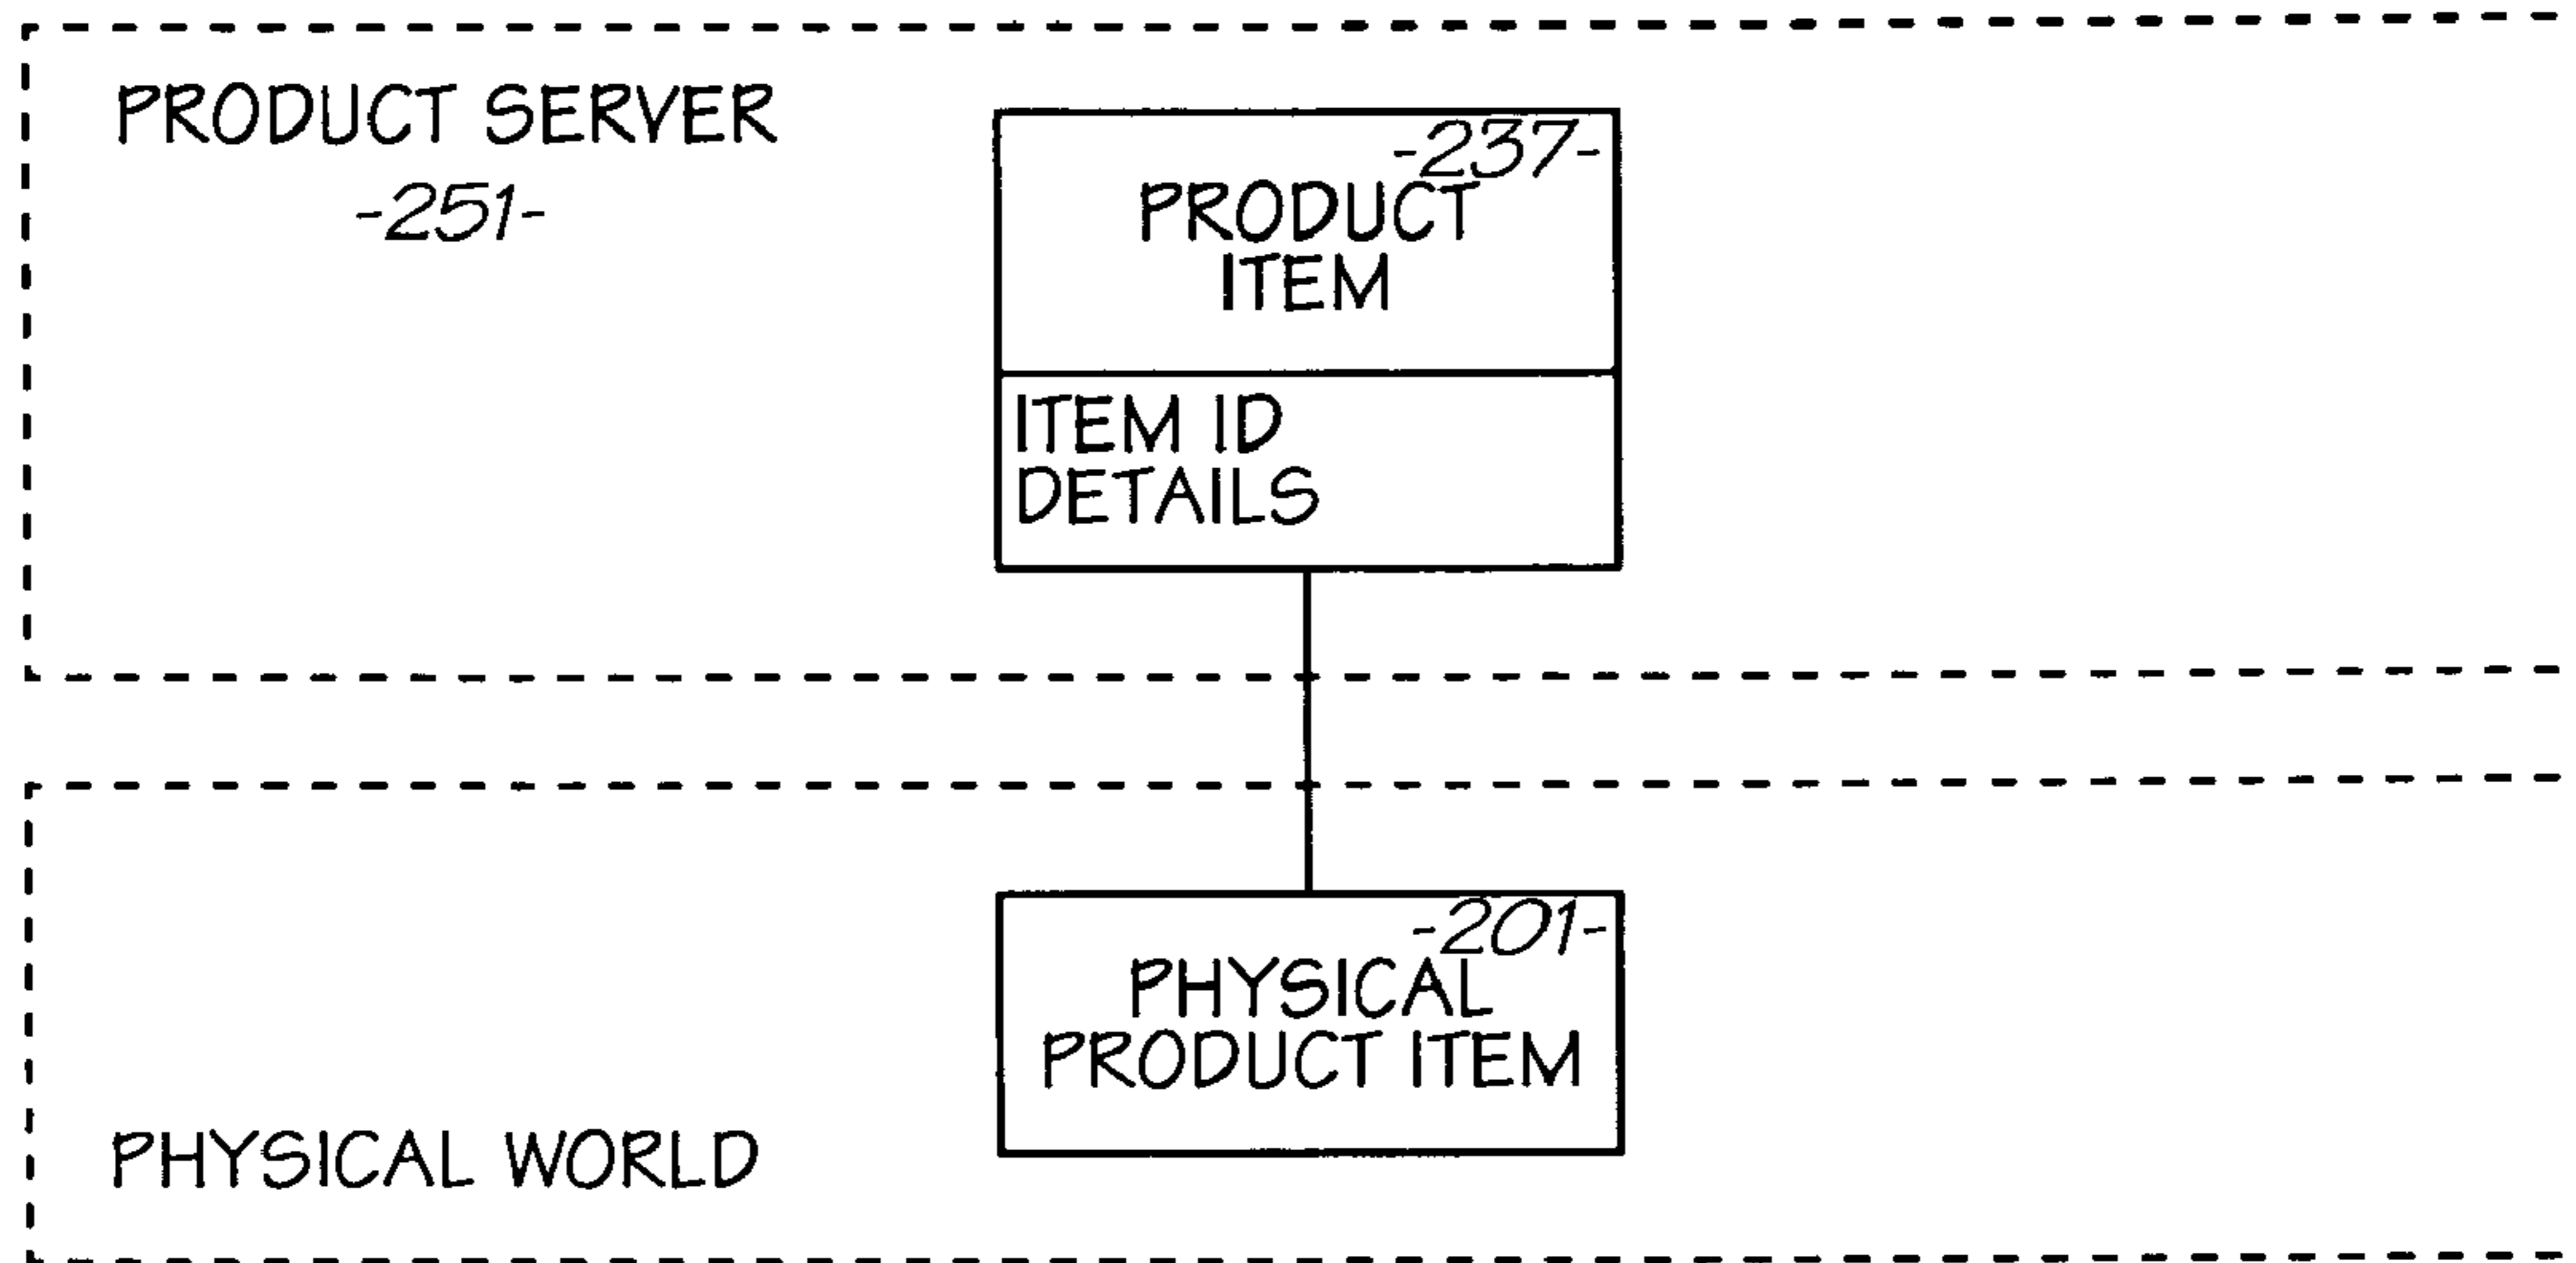 PRODUCT SERVER
-251-
-237-
PRODUCT
ITEM
ITEM ID
DETAILS
-201-
PHYSICAL
PRODUCT ITEM
PHYSICAL WORLD